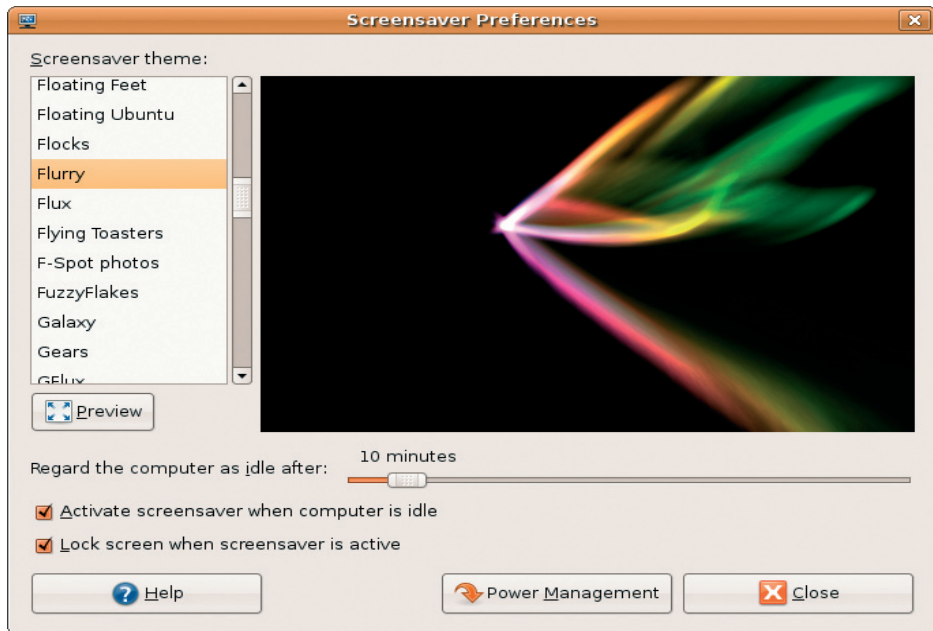 Screensaver Preferences
Screensaver theme:
Floating Feet
Floating Ubuntu
Flocks
Flurry
Flux
Flying Toasters
F-Spot photos
FuzzyFlakes
Galaxy
Gears
GFlux
Preview
Regard the computer as idle after:
10 minutes
Activate screensaver when computer is idle
Lock screen when screensaver is active
Help
Power Management
Close